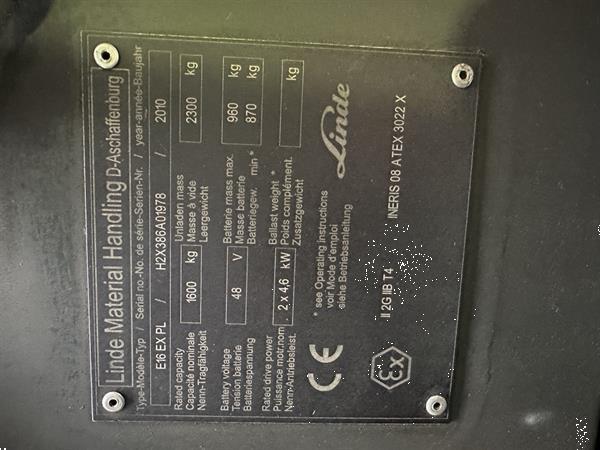 Linde Material Handling D-Aschaffenburg
Type-Modèle-Typ / Serial no.-No. de série-Serien-Nr. / year-année-Baujahr
E16 EX PL / H2X386A01978 / 2010
Rated capacity
Capacité nominale
Nenn-Tragfähigkeit
1600 kg
Unladen mass
Masse à vide
Leergewicht
2300 kg
Battery voltage
Tension batterie
Batteriespannung
48 V
Batterie mass max.
Masse batterie
Batteriegew. min *
960 kg
870 kg
Rated drive power
Puissance motr.nom
Nenn-Antriebsleist.
2 x 4,6 kW
Ballast weight *
Poids complément.
Zusatzgewicht
kg
CE
* see Operating instructions
voir Mode d'emploi
siehe Betriebsanleitung
Linde
Ex
II 2G IIB T4
INERIS 08 ATEX 3022 X